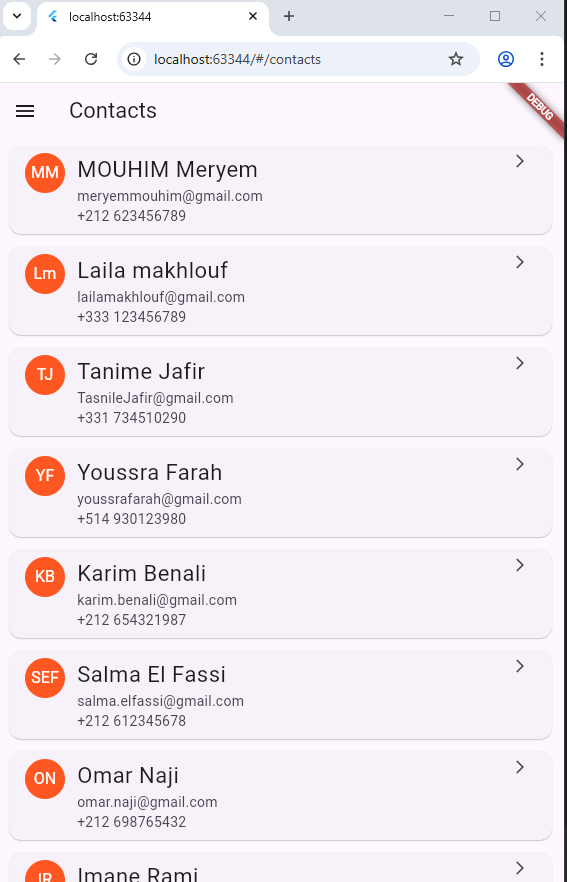 localhost:63344
localhost:63344/#/contacts
DEBUG
Contacts
MM
MOUHIM Meryem
meryemmouhim@gmail.com
+212 623456789
Lm
Laila makhlouf
lailamakhlouf@gmail.com
+333 123456789
TJ
Tanime Jafir
TasnileJafir@gmail.com
+331 734510290
YF
Youssra Farah
youssrafarah@gmail.com
+514 930123980
KB
Karim Benali
karim.benali@gmail.com
+212 654321987
SEF
Salma El Fassi
salma.elfassi@gmail.com
+212 612345678
ON
Omar Naji
omar.naji@gmail.com
+212 698765432
IR
Imane Rami